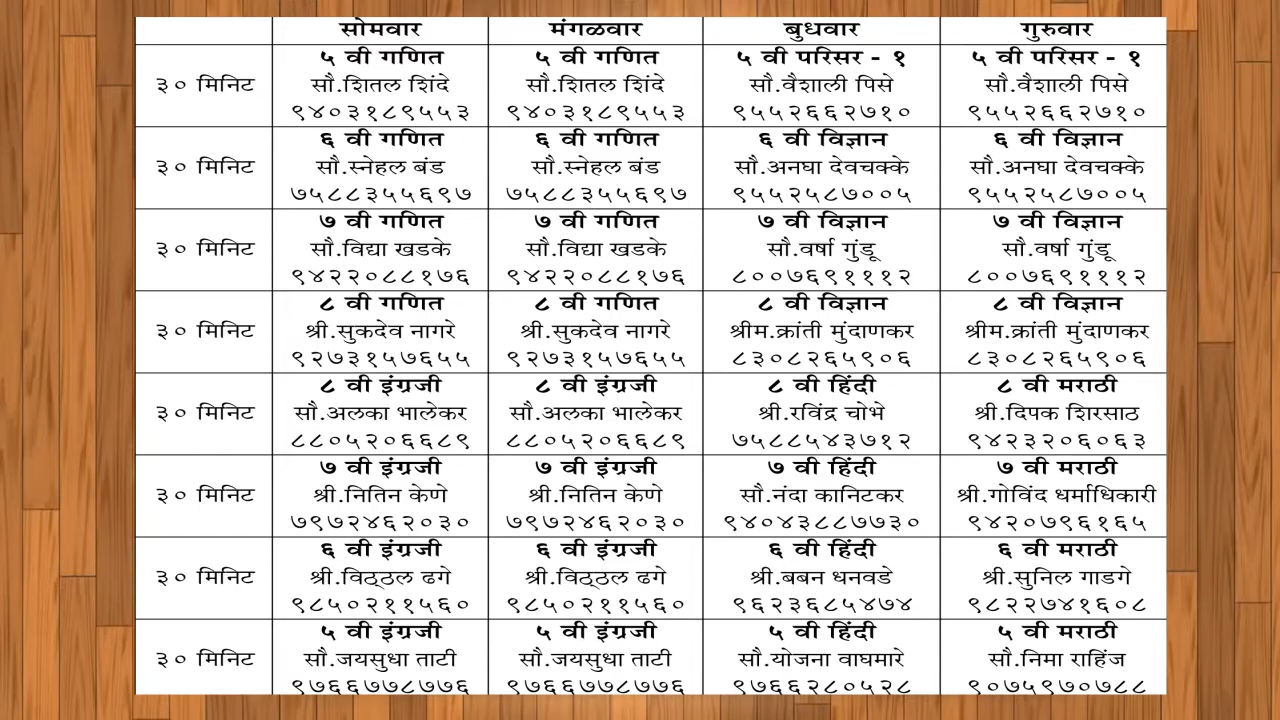 सोमवार मंगळवार बुधवार गुरुवार
५ वी गणित ५ वी गणित ५ वी परिसर - १ ५ वी परिसर - १
३० मिनिट सौ.शितल शिंदे सौ.शितल शिंदे सौ.वैशाली पिसे सौ.वैशाली पिसे
९४०३१८९५५३ ९४०३१८९५५३ ९५५२६६२७१० ९५५२६६२७१०
६ वी गणित ६ वी गणित ६ वी विज्ञान ६ वी विज्ञान
३० मिनिट सौ.स्नेहल बंड सौ.स्नेहल बंड सौ.अनघा देवचक्के सौ.अनघा देवचक्के
७५८८३५५६९७ ७५८८३५५६९७ ९५५२५८७००५ ९५५२५८७००५
७ वी गणित ७ वी गणित ७ वी विज्ञान ७ वी विज्ञान
३० मिनिट सौ.विद्या खडके सौ.विद्या खडके सौ.वर्षा गुंडू सौ.वर्षा गुंडू
९४२२०८८१७६ ९४२२०८८१७६ ८००७६९१११२ ८००७६९१११२
८ वी गणित ८ वी गणित ८ वी विज्ञान ८ वी विज्ञान
३० मिनिट श्री.सुकदेव नागरे श्री.सुकदेव नागरे श्रीम.क्रांती मुंदाणकर श्रीम.क्रांती मुंदाणकर
९२७३१५७६५५ ९२७३१५७६५५ ८३०८२६५९०६ ८३०८२६५९०६
८ वी इंग्रजी ८ वी इंग्रजी ८ वी हिंदी ८ वी मराठी
३० मिनिट सौ.अलका भालेकर सौ.अलका भालेकर श्री.रविंद्र चोभे श्री.दिपक शिरसाठ
८८०५२०६६८९ ८८०५२०६६८९ ७५८८५४३७१२ ९४२३२०६०६३
७ वी इंग्रजी ७ वी इंग्रजी ७ वी हिंदी ७ वी मराठी
३० मिनिट श्री.नितिन केणे श्री.नितिन केणे सौ.नंदा कानिटकर श्री.गोविंद धर्माधिकारी
७९७२४६२०३० ७९७२४६२०३० ९४०४३८८७७३० ९४२०७९६१६५
६ वी इंग्रजी ६ वी इंग्रजी ६ वी हिंदी ६ वी मराठी
३० मिनिट श्री.विठ्ठल ढगे श्री.विठ्ठल ढगे श्री.बबन धनवडे श्री.सुनिल गाडगे
९८५०२११५६० ९८५०२११५६० ९६२३६८५४७४ ९८२२७४१६०८
५ वी इंग्रजी ५ वी इंग्रजी ५ वी हिंदी ५ वी मराठी
३० मिनिट सौ.जयसुधा ताटी सौ.जयसुधा ताटी सौ.योजना वाघमारे सौ.निमा राहिंज
९७६६७७८७७६ ९७६६७७८७७६ ९७६६२८०५२८ ९०७५९७०७८८